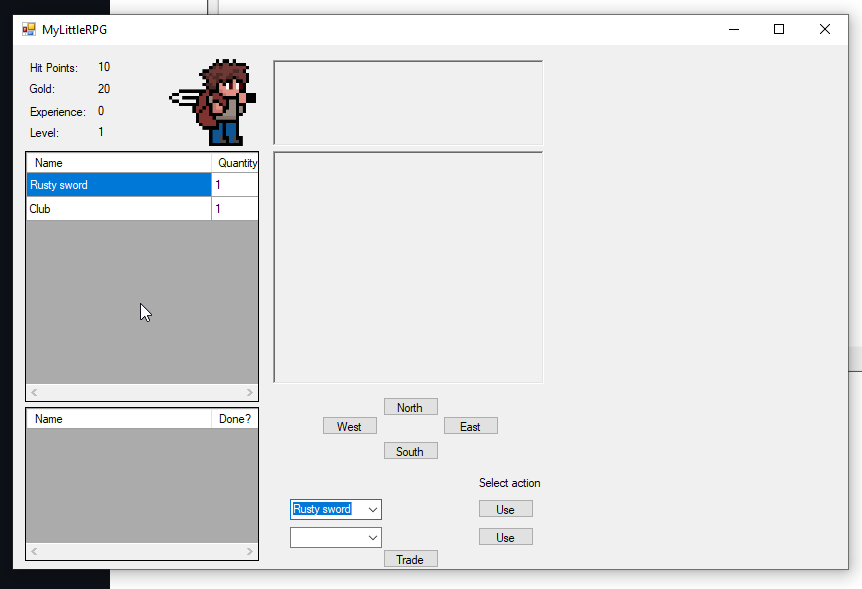 MyLittleRPG
Hit Points: 10
Gold: 20
Experience: 0
Level: 1
Name Quantity
Rusty sword 1
Club 1
Name Done?
North
West East
South
Select action
Rusty sword Use
Use
Trade